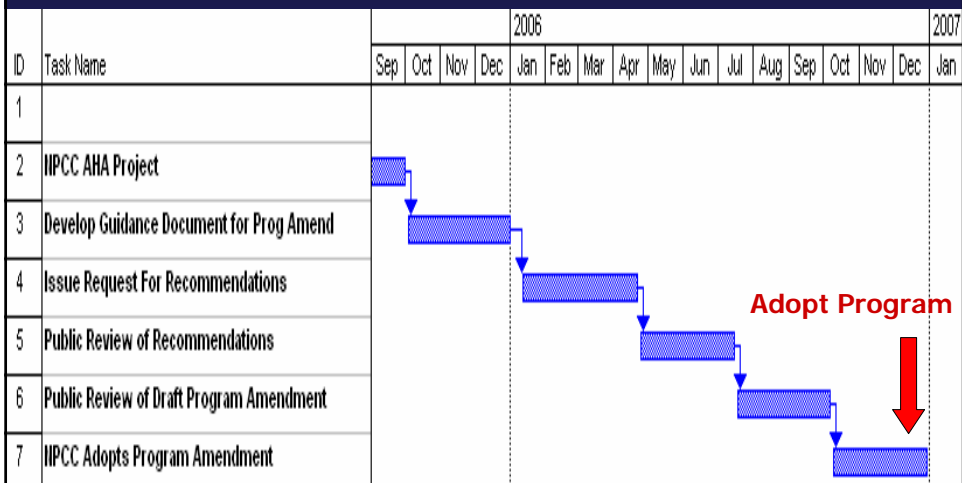 2006 2007
ID Task Name Sep Oct Nov Dec Jan Feb Mar Apr May Jun Jul Aug Sep Oct Nov Dec Jan
1
2 NPCC AHA Project
3 Develop Guidance Document for Prog Amend
4 Issue Request For Recommendations
Adopt Program
5 Public Review of Recommendations
6 Public Review of Draft Program Amendment
7 NPCC Adopts Program Amendment